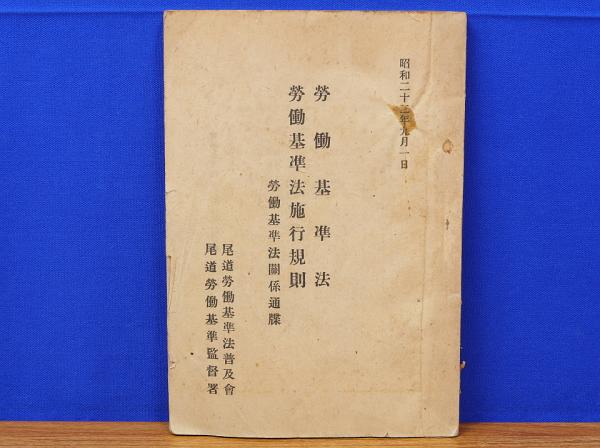 昭和二十三年九月一日
勞働基準法
勞働基準法施行規則
勞働基準法關係通牒
尾道勞働基準法普及會
尾道勞働基準監督署